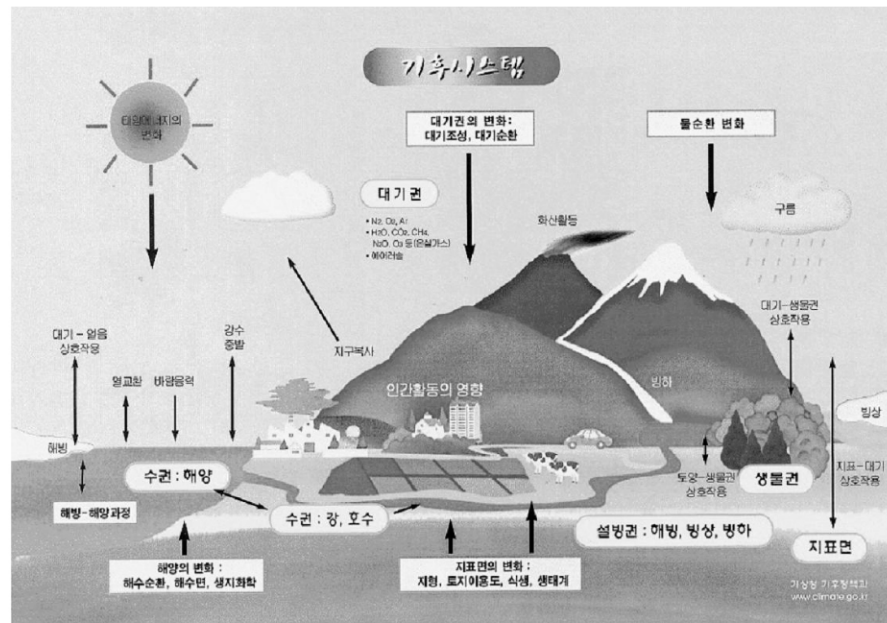 기후시스템
태양에너지의
변화
대기권의 변화:
대기조성, 대기순환
물순환 변화
대기권
• N₂, O₂, Ar
• H₂O, CO₂, CH₄,
N₂O, O₃ 등(온실가스)
• 에어러솔
화산활동
구름
대기-얼음
상호작용
열교환
바람응력
강수
증발
지구복사
인간활동의 영향
빙하
대기-생물권
상호작용
빙상
해빙
수권 : 해양
해빙-해양과정
수권 : 강, 호수
토양-생물권
상호작용
생물권
지표-대기
상호작용
설빙권 : 해빙, 빙상, 빙하
지표면
해양의 변화 :
해수순환, 해수면, 생지화학
지표면의 변화 :
지형, 토지이용도, 식생, 생태계
기상청 기후정책과
www.climate.go.kr